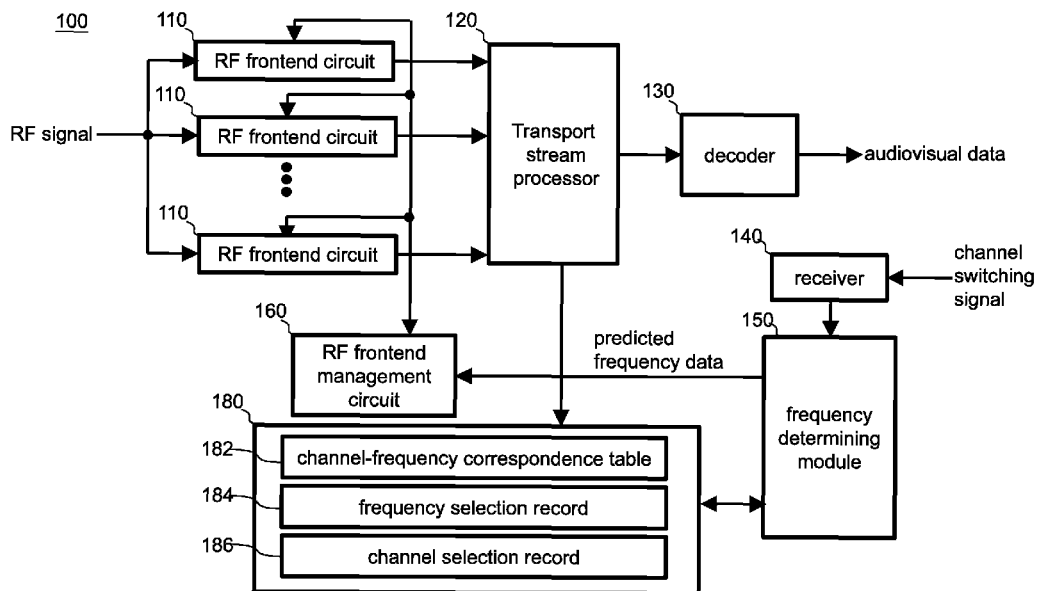 100
110
RF frontend circuit
110
RF frontend circuit
110
RF frontend circuit
RF signal
120
Transport
stream
processor
130
decoder
audiovisual data
140
receiver
channel
switching
signal
150
frequency
determining
module
160
RF frontend
management
circuit
predicted
frequency data
180
182
channel-frequency correspondence table
184
frequency selection record
186
channel selection record